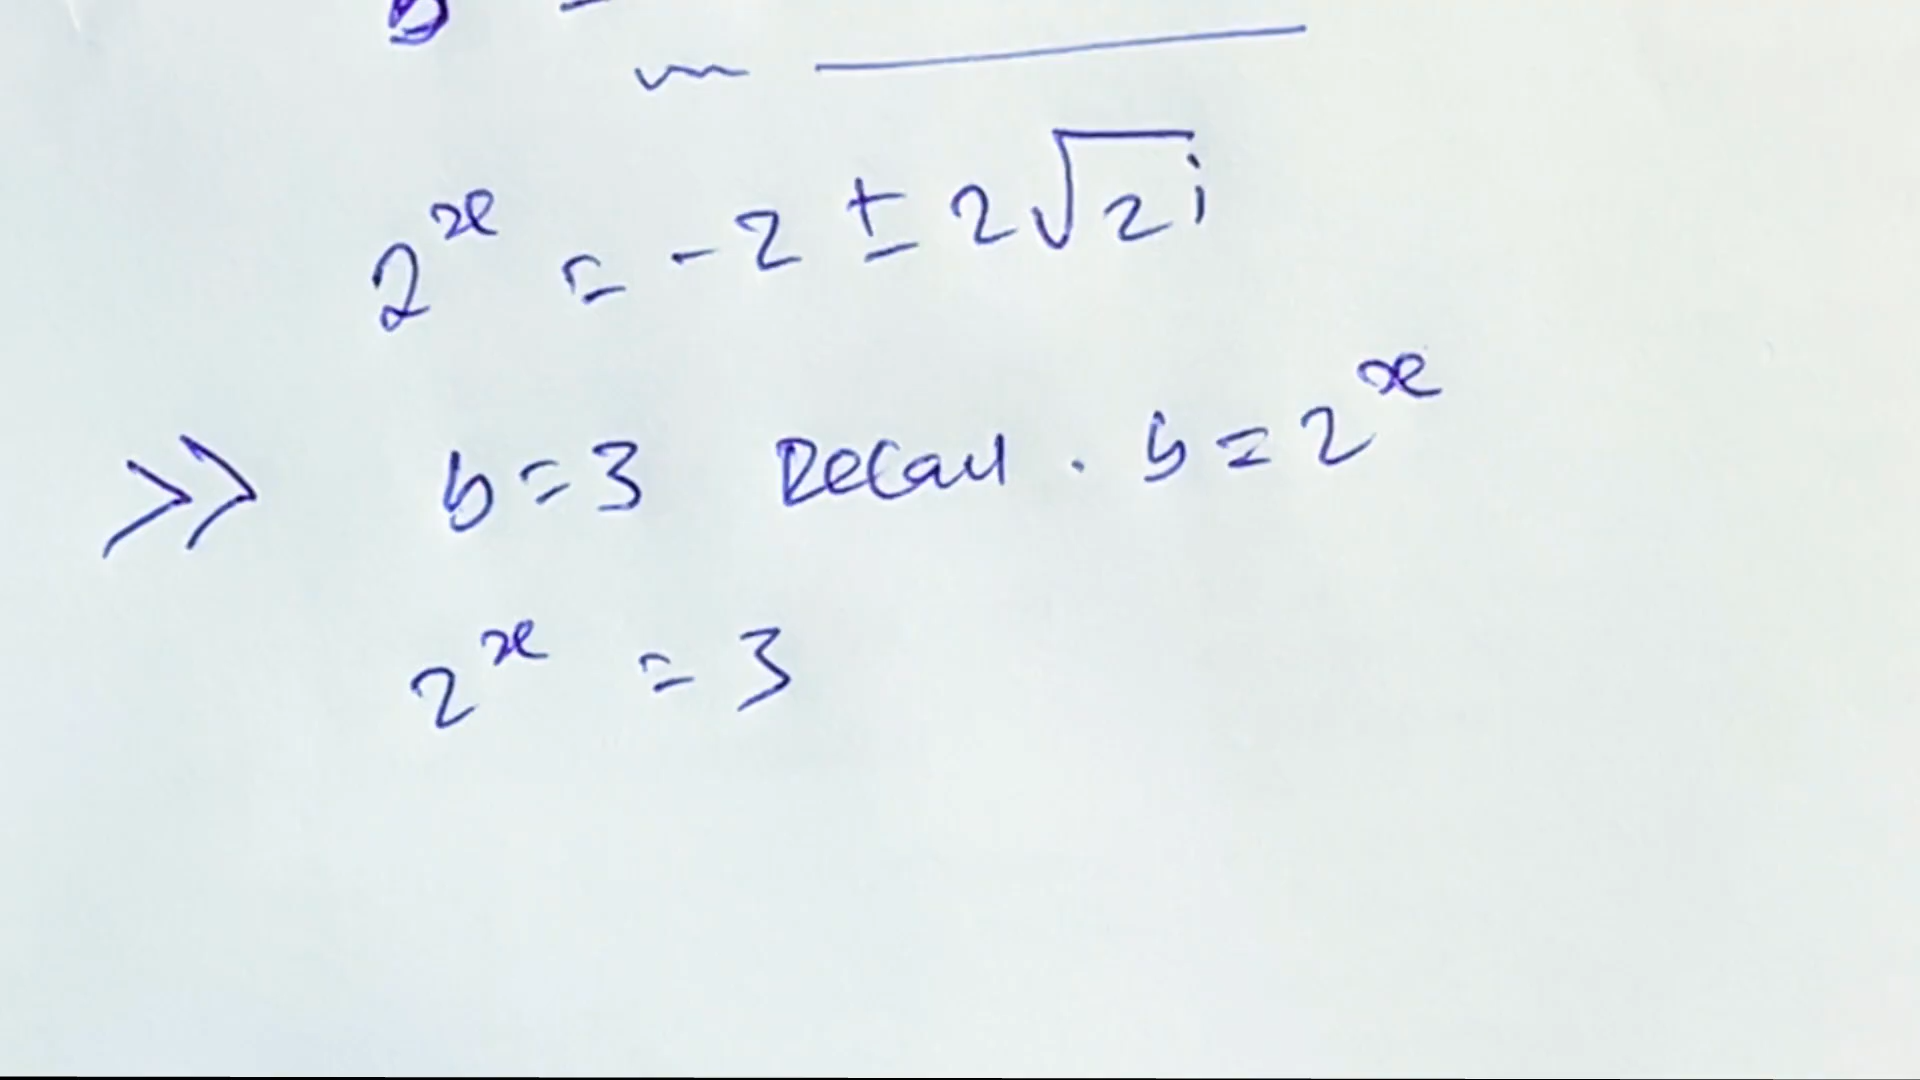 b =
2^x = -2 ± 2√2i
>> b = 3 Recall . b = 2^x
2^x = 3